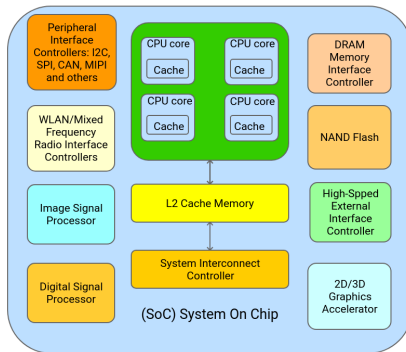 Peripheral
Interface
Controllers: I2C,
SPI, CAN, MIPI
and others
WLAN/Mixed
Frequency
Radio Interface
Controllers
Image Signal
Processor
Digital Signal
Processor
CPU core
Cache
CPU core
Cache
CPU core
Cache
CPU core
Cache
L2 Cache Memory
System Interconnect
Controller
(SoC) System On Chip
DRAM
Memory
Interface
Controller
NAND Flash
High-Spped
External
Interface
Controller
2D/3D
Graphics
Accelerator